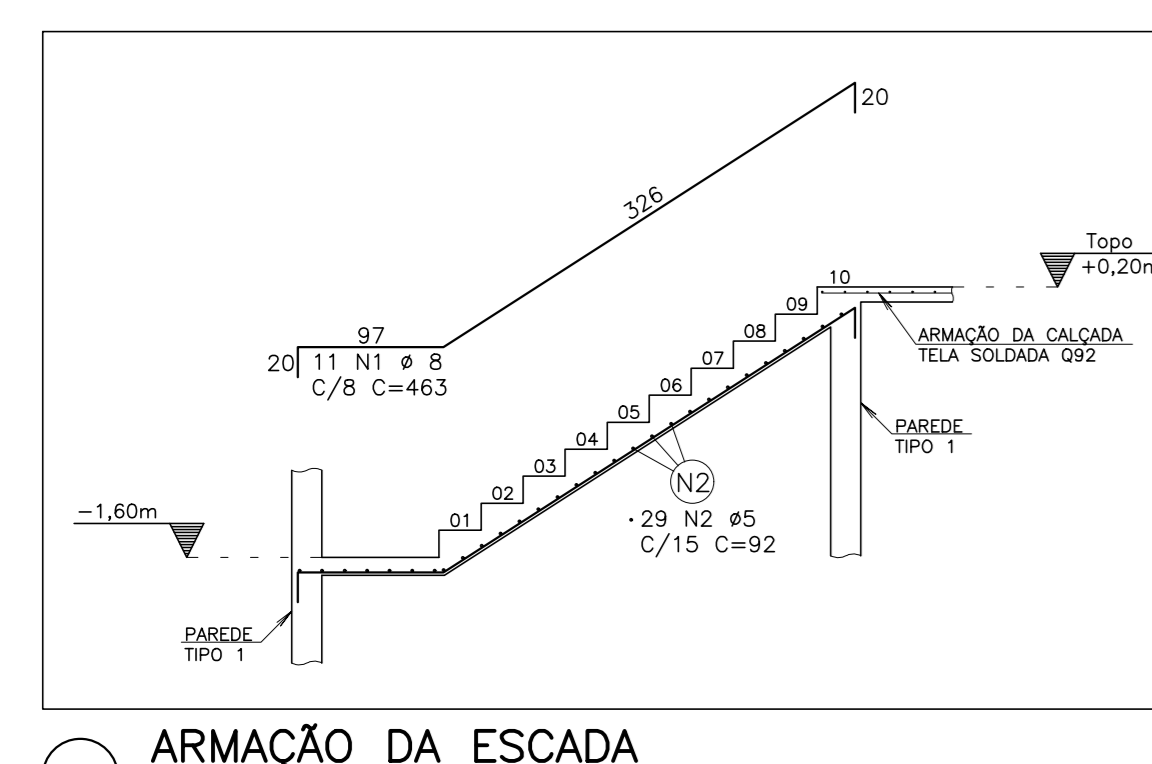 20
326
97
20
11 N1 ø 8
C/8 C=463
Topo
+0,20m
10
09
08
07
06
05
04
03
02
01
ARMAÇÃO DA CALÇADA
TELA SOLDADA Q92
PAREDE
TIPO 1
N2
29 N2 ø5
C/15 C=92
−1,60m
PAREDE
TIPO 1
ARMAÇÃO DA ESCADA